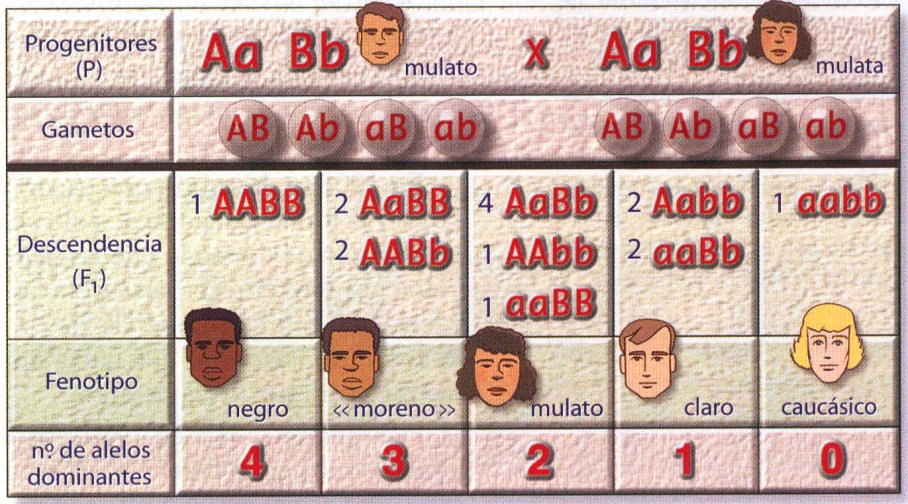 Progenitores
(P)
Aa Bb mulato x Aa Bb mulata
Gametos
AB Ab aB ab AB Ab aB ab
Descendencia
(F₁)
1 AABB
2 AaBB
2 AABb
4 AaBb
1 AAbb
1 aaBB
2 Aabb
2 aaBb
1 aabb
Fenotipo
negro
<<moreno>>
mulato
claro
caucásico
nº de alelos
dominantes
4 3 2 1 0